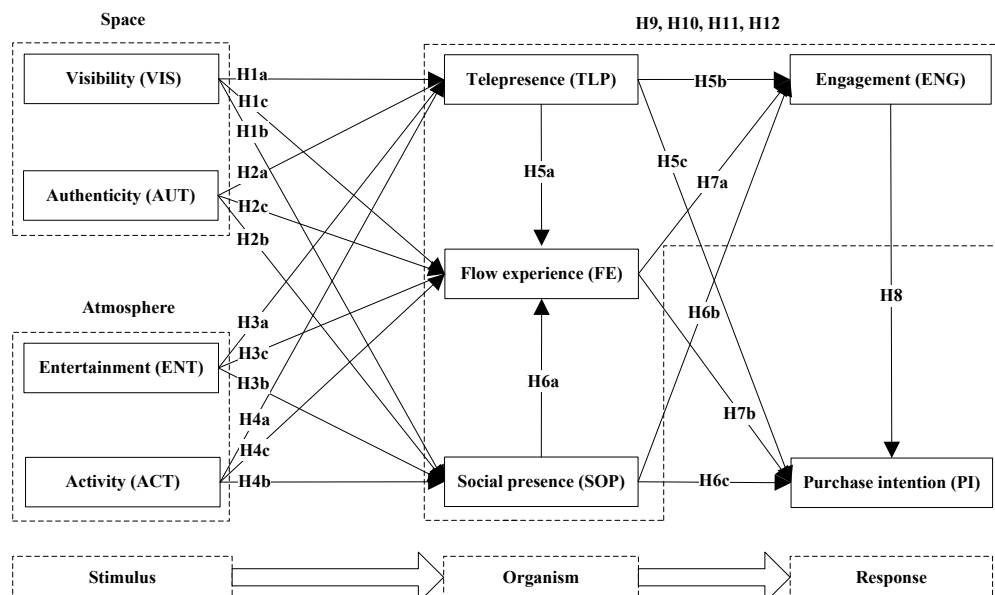 Space
H9, H10, H11, H12
Visibility (VIS)
H1a
H1c
H1b
Telepresence (TLP)
H5b
Engagement (ENG)
Authenticity (AUT)
H2a
H2c
H2b
H5a
H5c
H7a
Flow experience (FE)
Atmosphere
H3a
H3c
H3b
Entertainment (ENT)
H6a
H6b
H8
H7b
H4a
H4c
H4b
Activity (ACT)
Social presence (SOP)
H6c
Purchase intention (PI)
Stimulus
Organism
Response